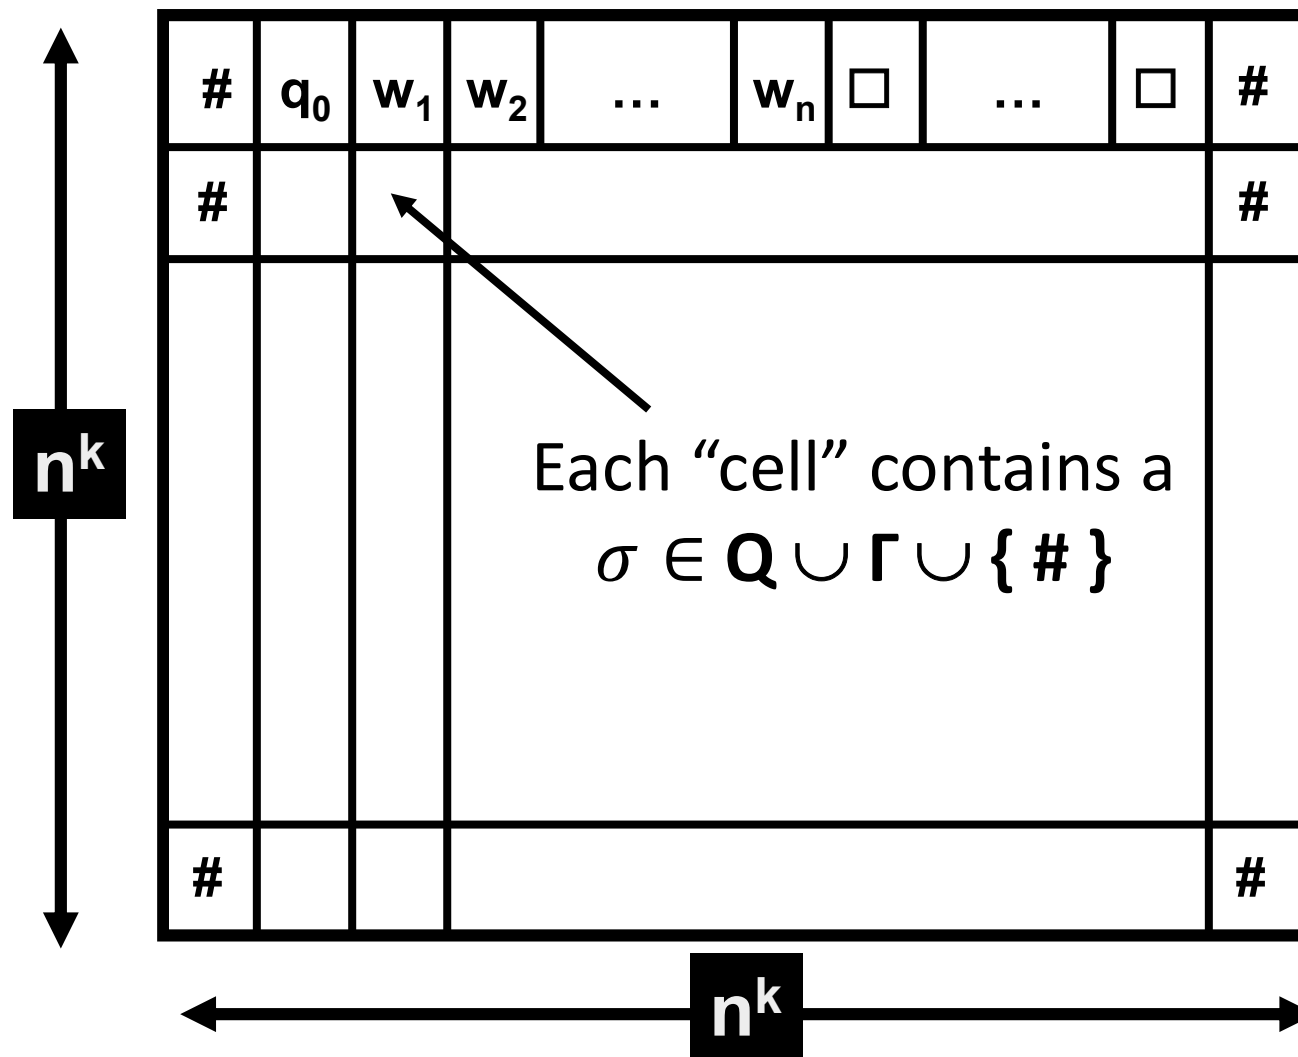 # q₀ w₁ w₂ … wₙ □ … □ #
# #
nᵏ
Each “cell” contains a
σ ∈ Q ∪ Γ ∪ { # }
# #
nᵏ